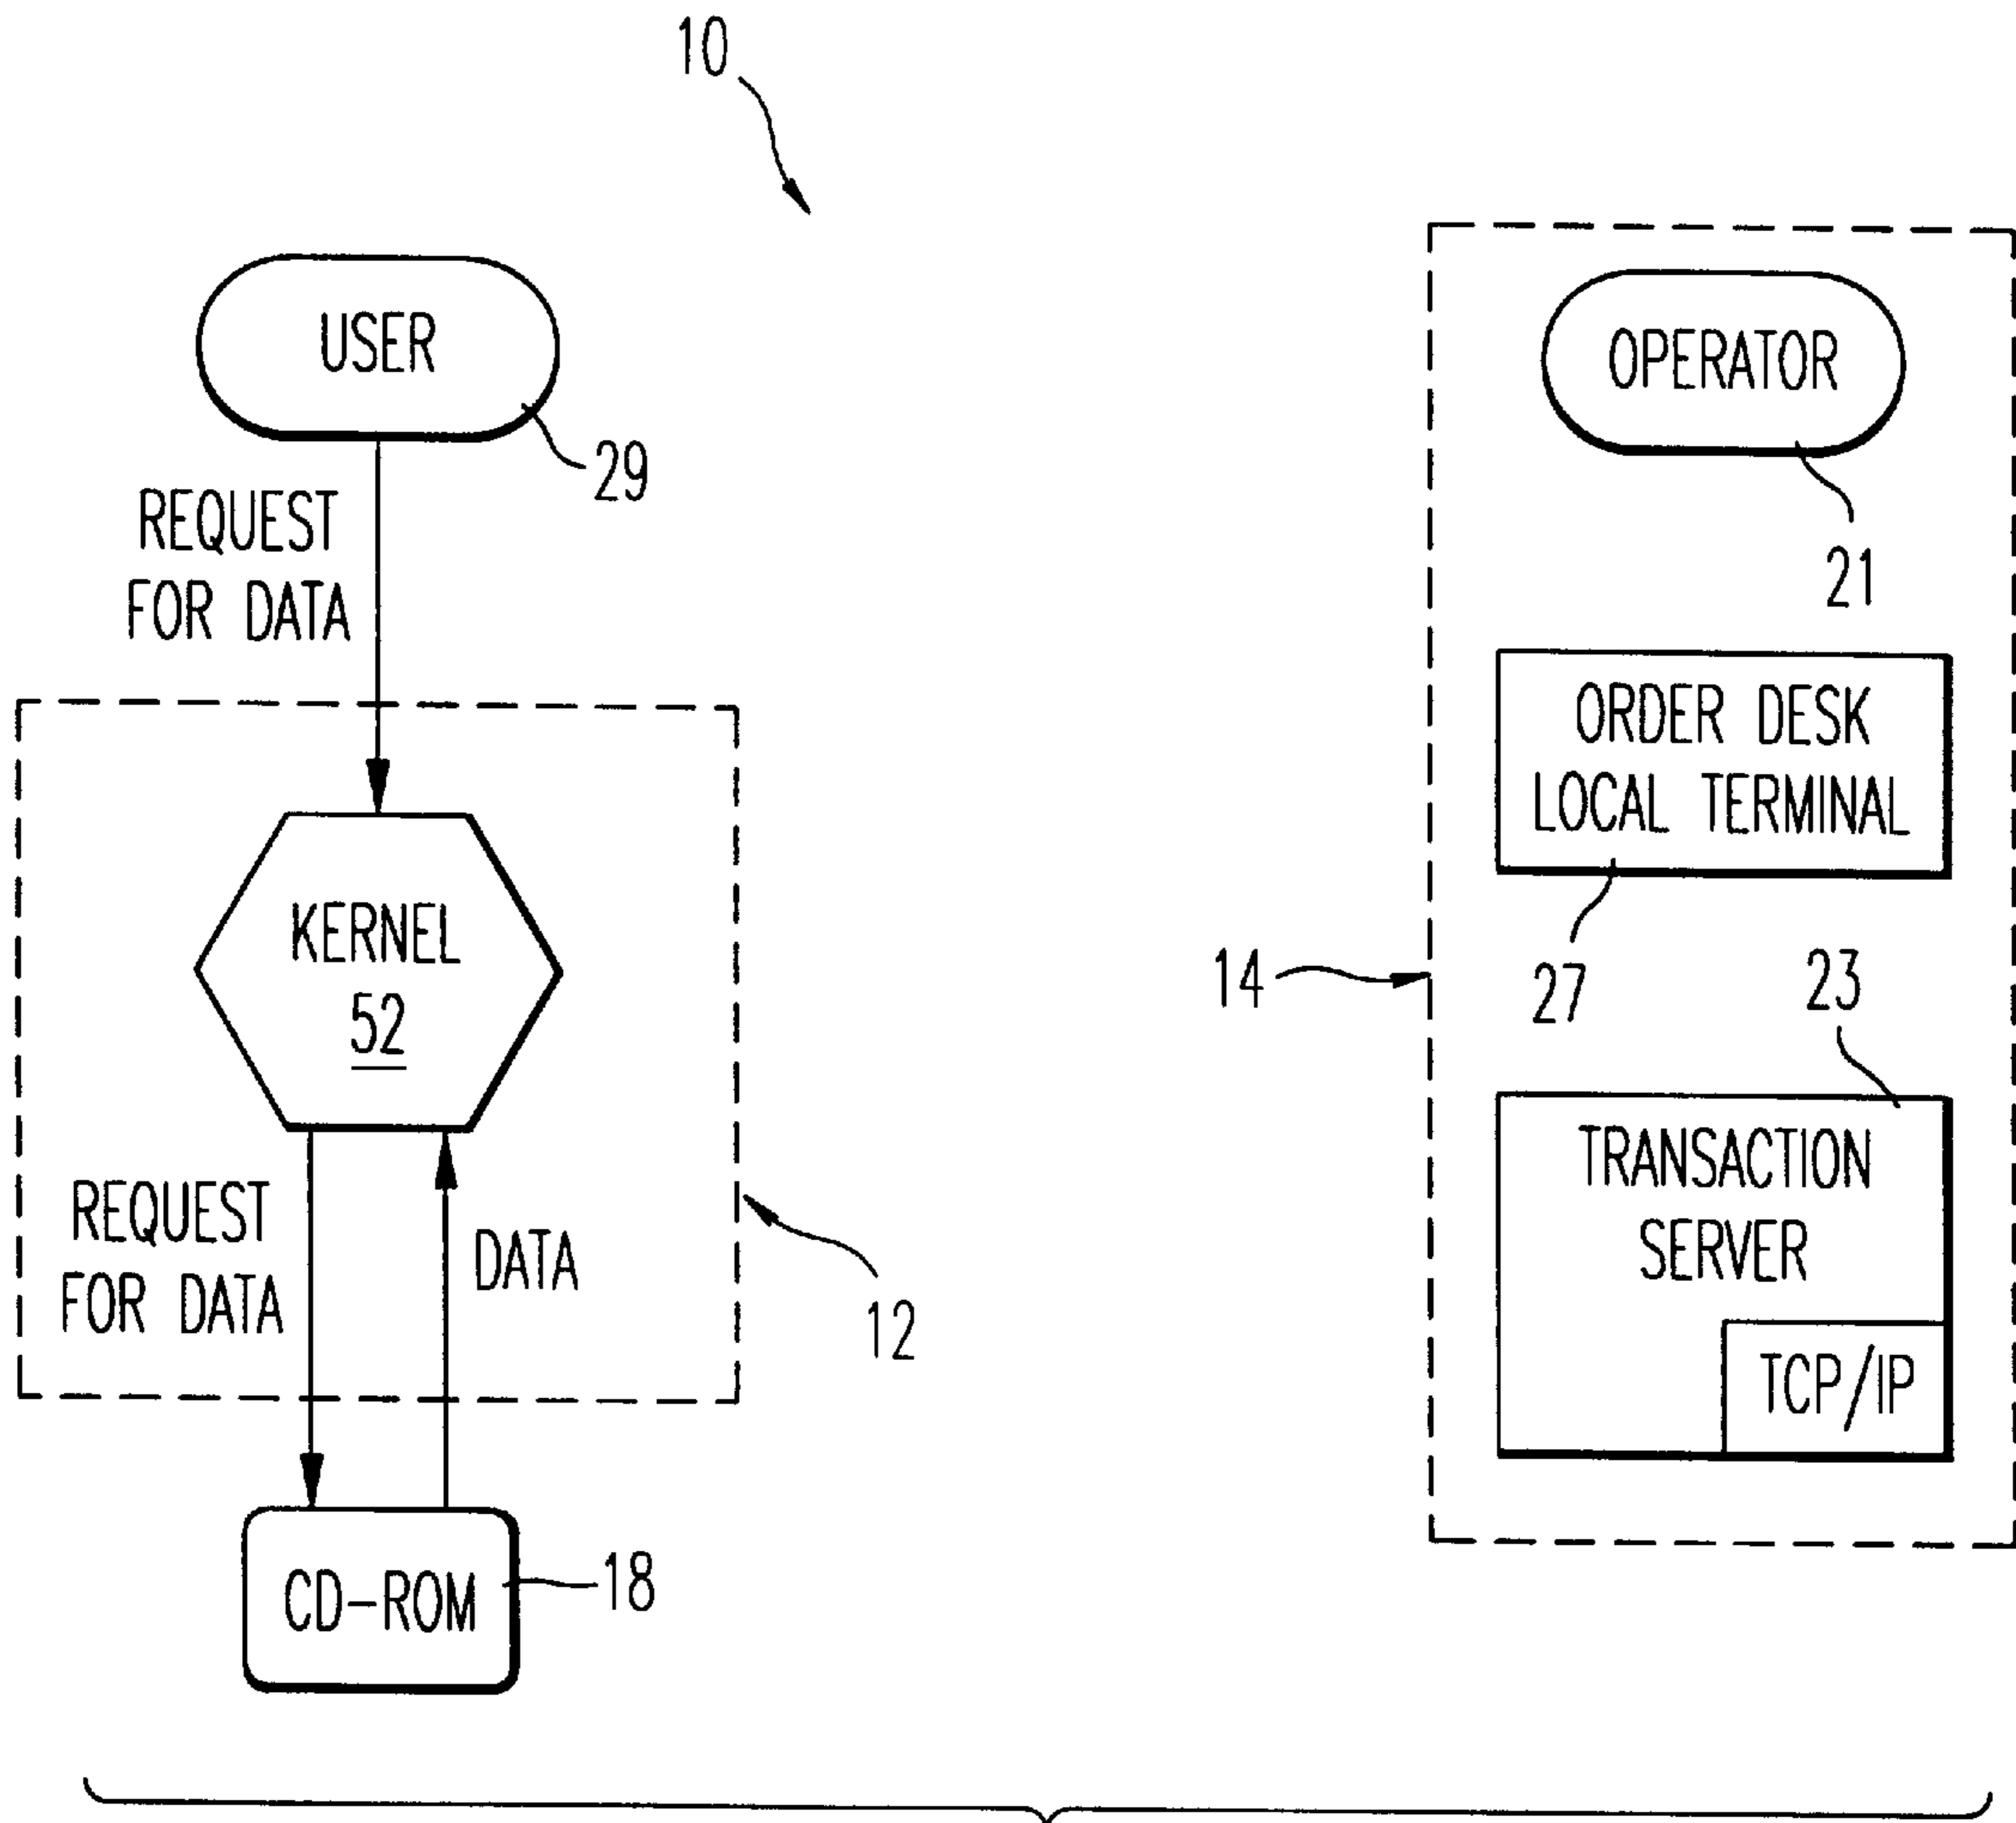 10
USER
29
REQUEST
FOR DATA
KERNEL
52
REQUEST
FOR DATA
DATA
12
CD-ROM
18
OPERATOR
21
ORDER DESK
LOCAL TERMINAL
27
14
23
TRANSACTION
SERVER
TCP/IP